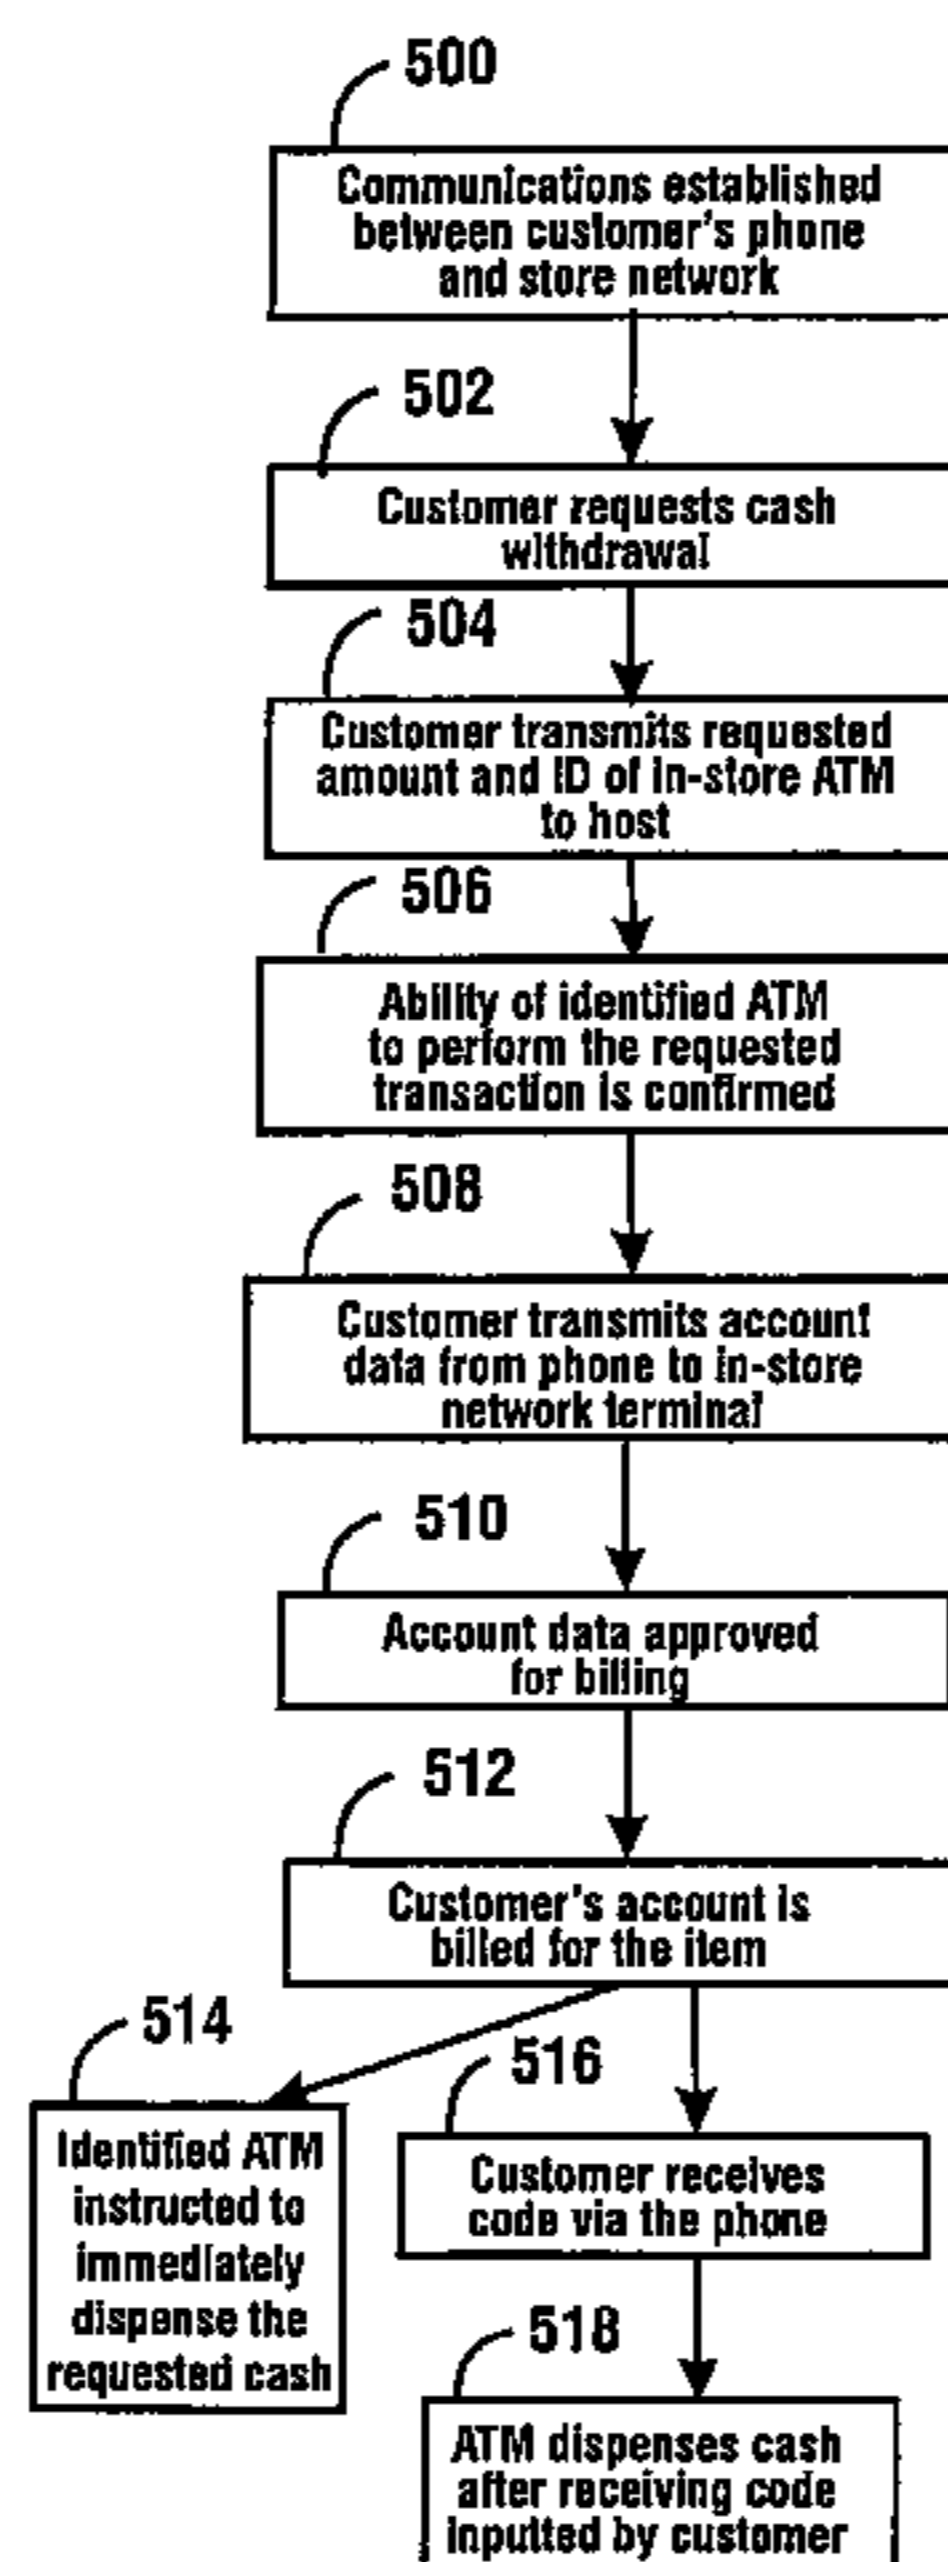 500
Communications established
between customer's phone
and store network
502
Customer requests cash
withdrawal
504
Customer transmits requested
amount and ID of in-store ATM
to host
506
Ability of identified ATM
to perform the requested
transaction is confirmed
508
Customer transmits account
data from phone to in-store
network terminal
510
Account data approved
for billing
512
Customer's account is
billed for the item
514
Identified ATM
instructed to
immediately
dispense the
requested cash
516
Customer receives
code via the phone
518
ATM dispenses cash
after receiving code
inputted by customer